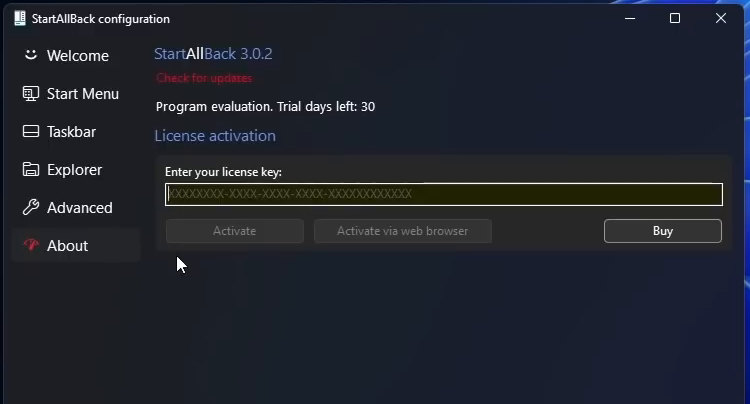 StartAllBack configuration
Welcome
Start Menu
Taskbar
Explorer
Advanced
About
StartAllBack 3.0.2
Check for updates
Program evaluation. Trial days left: 30
License activation
Enter your license key:
XXXXXXXX-XXXX-XXXX-XXXX-XXXXXXXXXXXX
Activate
Activate via web browser
Buy